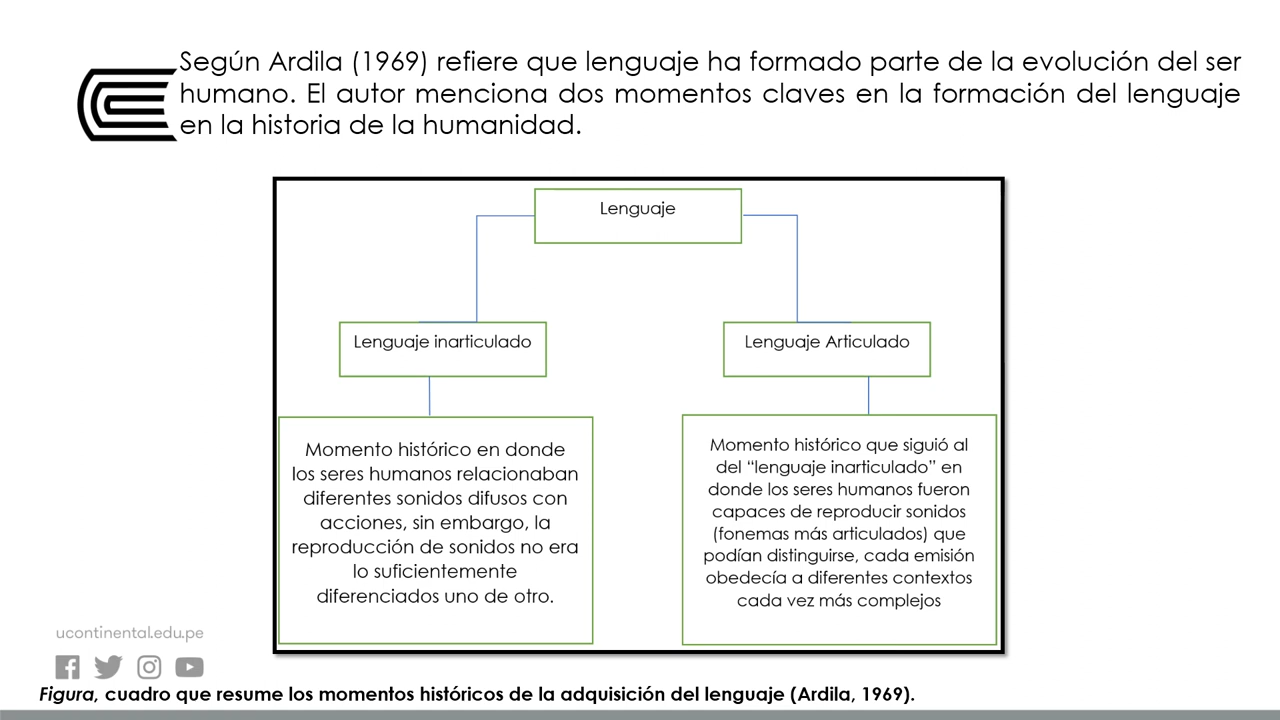 Según Ardila (1969) refiere que lenguaje ha formado parte de la evolución del ser
humano. El autor menciona dos momentos claves en la formación del lenguaje
en la historia de la humanidad.
Lenguaje
Lenguaje inarticulado
Lenguaje Articulado
Momento histórico en donde
los seres humanos relacionaban
diferentes sonidos difusos con
acciones, sin embargo, la
reproducción de sonidos no era
lo suficientemente
diferenciados uno de otro.
Momento histórico que siguió al
del “lenguaje inarticulado” en
donde los seres humanos fueron
capaces de reproducir sonidos
(fonemas más articulados) que
podían distinguirse, cada emisión
obedecía a diferentes contextos
cada vez más complejos
ucontinental.edu.pe
Figura, cuadro que resume los momentos históricos de la adquisición del lenguaje (Ardila, 1969).